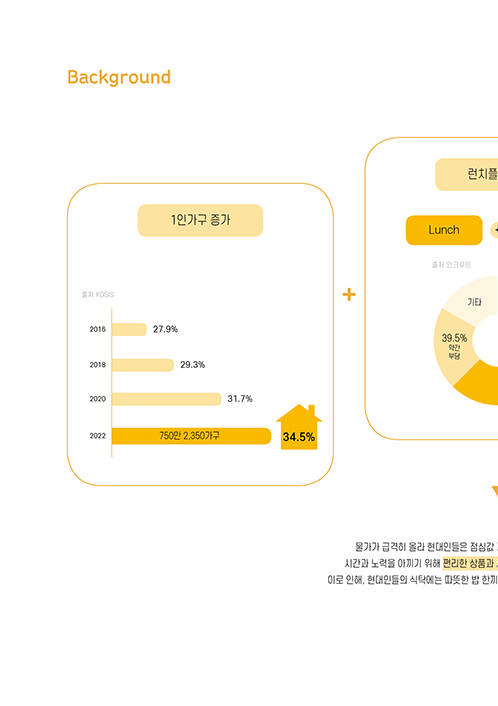 Background
1인가구 증가
출처 KOSIS
2016 27.9%
2018 29.3%
2020 31.7%
2022 750만 2,350가구 34.5%
+
런치플
Lunch +
출처 인크루트
기타
39.5%
약간
부담
물가가 급격히 올라 현대인들은 점심값
시간과 노력을 아끼기 위해 편리한 상품과
이로 인해, 현대인들의 식탁에는 따뜻한 밥 한끼